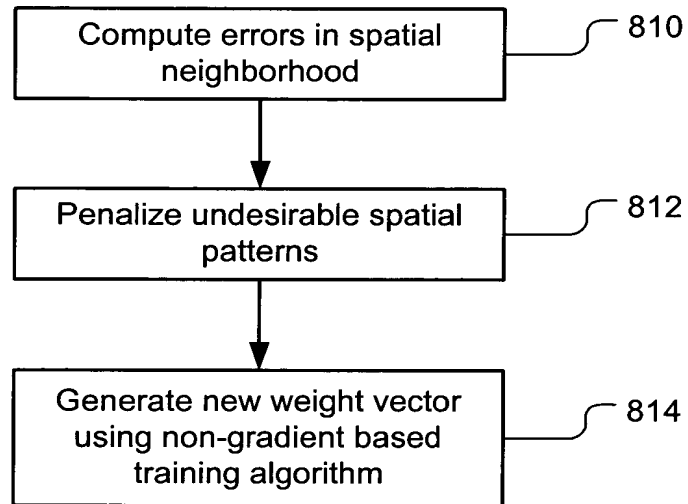 Compute errors in spatial
neighborhood
810
Penalize undesirable spatial
patterns
812
Generate new weight vector
using non-gradient based
training algorithm
814